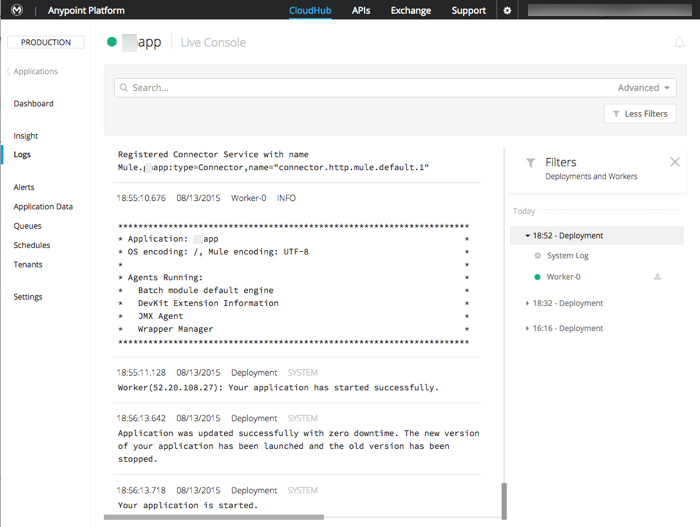 Anypoint Platform
CloudHub
APIs
Exchange
Support
PRODUCTION
app
Live Console
Applications
Dashboard
Insight
Logs
Alerts
Application Data
Queues
Schedules
Tenants
Settings
Search...
Advanced
Less Filters
Registered Connector Service with name
Mule. app:type=Connector,name="connector.http.mule.default.1"
18:55:10.676 08/13/2015 Worker-0 INFO
**********************************************************************
* Application: app *
* OS encoding: /, Mule encoding: UTF-8 *
* *
* Agents Running: *
* Batch module default engine *
* DevKit Extension Information *
* JMX Agent *
* Wrapper Manager *
**********************************************************************
18:55:11.128 08/13/2015 Deployment SYSTEM
Worker(52.20.108.27): Your application has started successfully.
18:56:13.642 08/13/2015 Deployment SYSTEM
Application was updated successfully with zero downtime. The new version
of your application has been launched and the old version has been
stopped.
18:56:13.718 08/13/2015 Deployment SYSTEM
Your application is started.
Filters
Deployments and Workers
Today
18:52 - Deployment
System Log
Worker-0
18:32 - Deployment
16:16 - Deployment